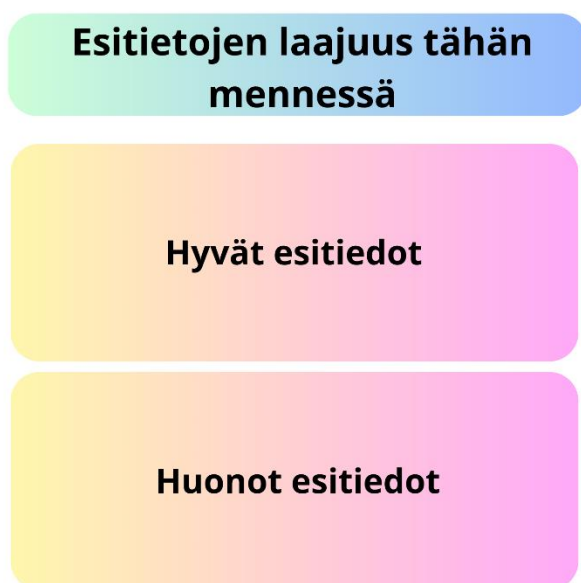 Esitietojen laajuus tähän
mennessä
Hyvät esitiedot
Huonot esitiedot